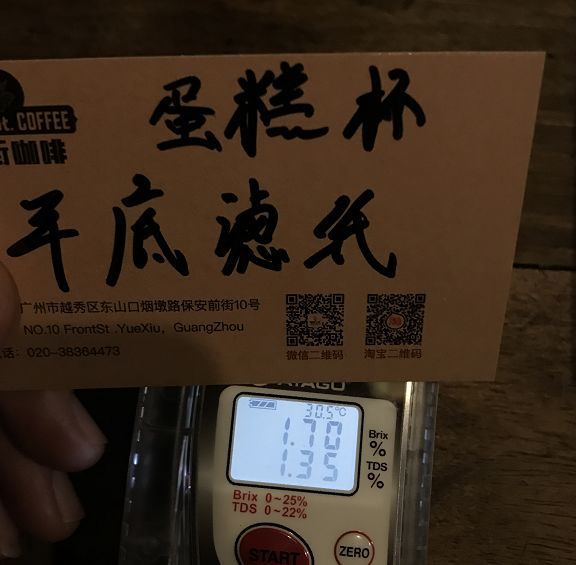 蛋糕杯
t. COFFEE
街咖啡
平底滤纸
广州市越秀区东山口烟墩路保安前街10号
NO.10 FrontSt .YueXiu, GuangZhou
话: 020-38364473
微信二维码
淘宝二维码
ATAGO
30.5°C
1.70
Brix
%
1.35
TDS
%
Brix 0~25%
TDS 0~22%
START
ZERO